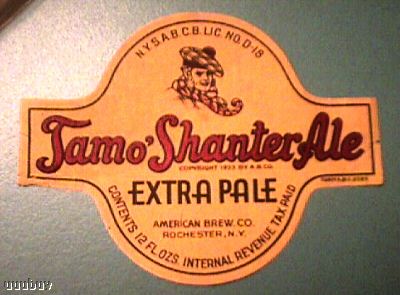 N.Y.S.A.B.C.B. LIC. NO. D-18
Tam o' Shanter Ale
COPYRIGHT 1933 BY A.B.CO.
EXTRA PALE
AMERICAN BREW. CO.
ROCHESTER, N.Y.
CONTENTS 12 FL. OZS. INTERNAL REVENUE TAX PAID
uuubuv